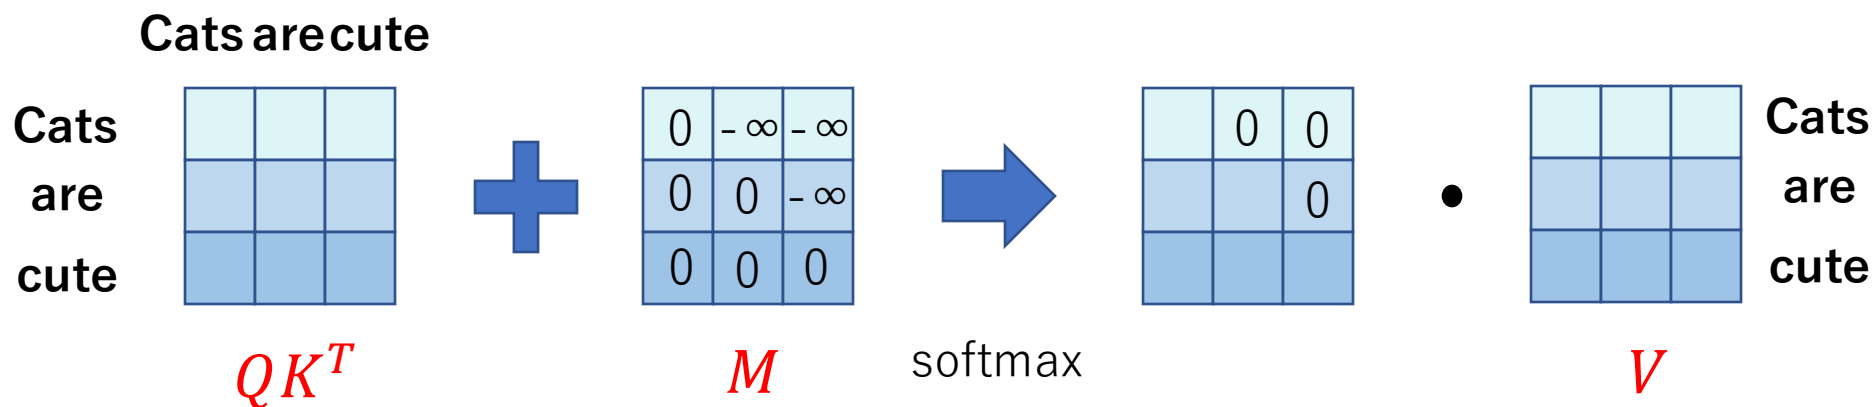 Cats are cute
Cats 0 -∞ -∞ 0 0 Cats
are 0 0 -∞ 0 • are
cute 0 0 0 cute
QK^T M softmax V